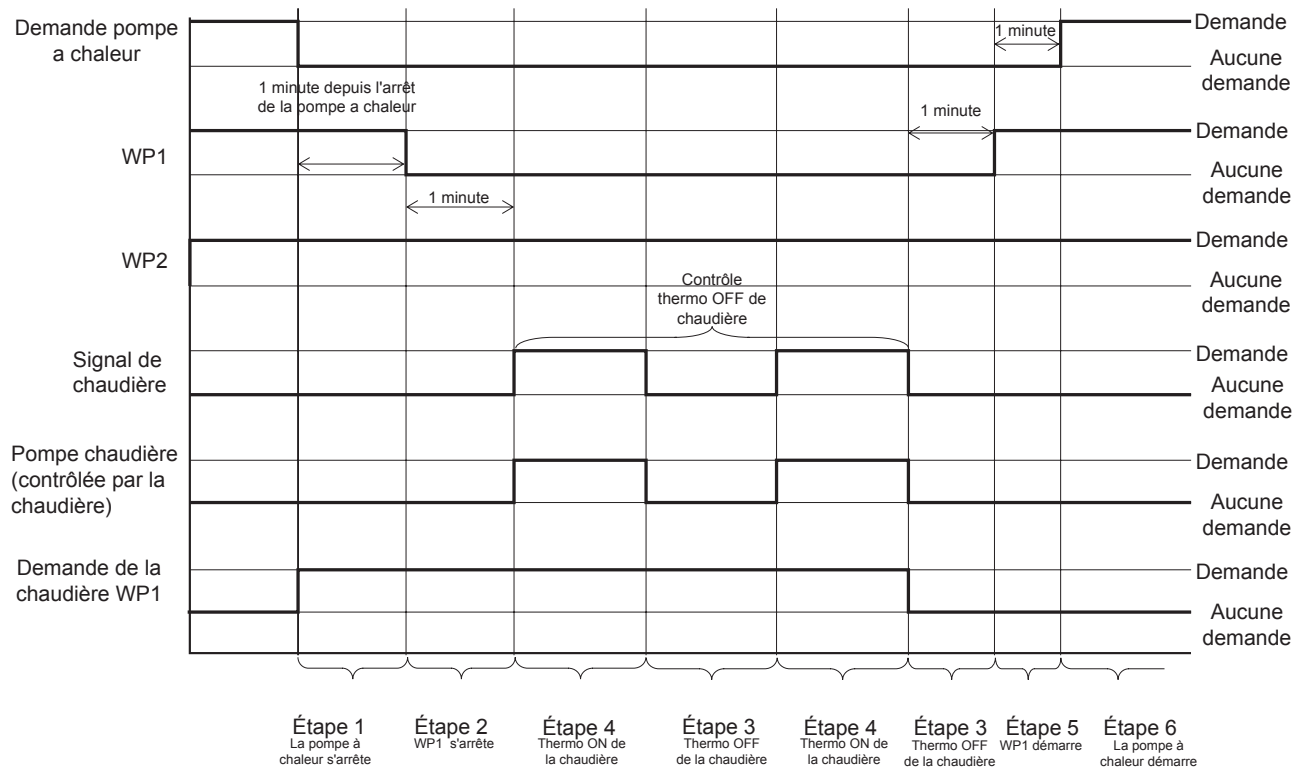 Demande pompe
a chaleur
1 minute
Demande
Aucune
demande
1 minute depuis l'arrêt
de la pompe a chaleur
1 minute
WP1
Demande
Aucune
demande
1 minute
WP2
Demande
Aucune
demande
Contrôle
thermo OFF de
chaudière
Signal de
chaudière
Demande
Aucune
demande
Pompe chaudière
(contrôlée par la
chaudière)
Demande
Aucune
demande
Demande de la
chaudière WP1
Demande
Aucune
demande
Étape 1
La pompe à
chaleur s'arrête
Étape 2
WP1 s'arrête
Étape 4
Thermo ON de
la chaudière
Étape 3
Thermo OFF
de la chaudière
Étape 4
Thermo ON de
la chaudière
Étape 3
Thermo OFF
de la chaudière
Étape 5
WP1 démarre
Étape 6
La pompe à
chaleur démarre